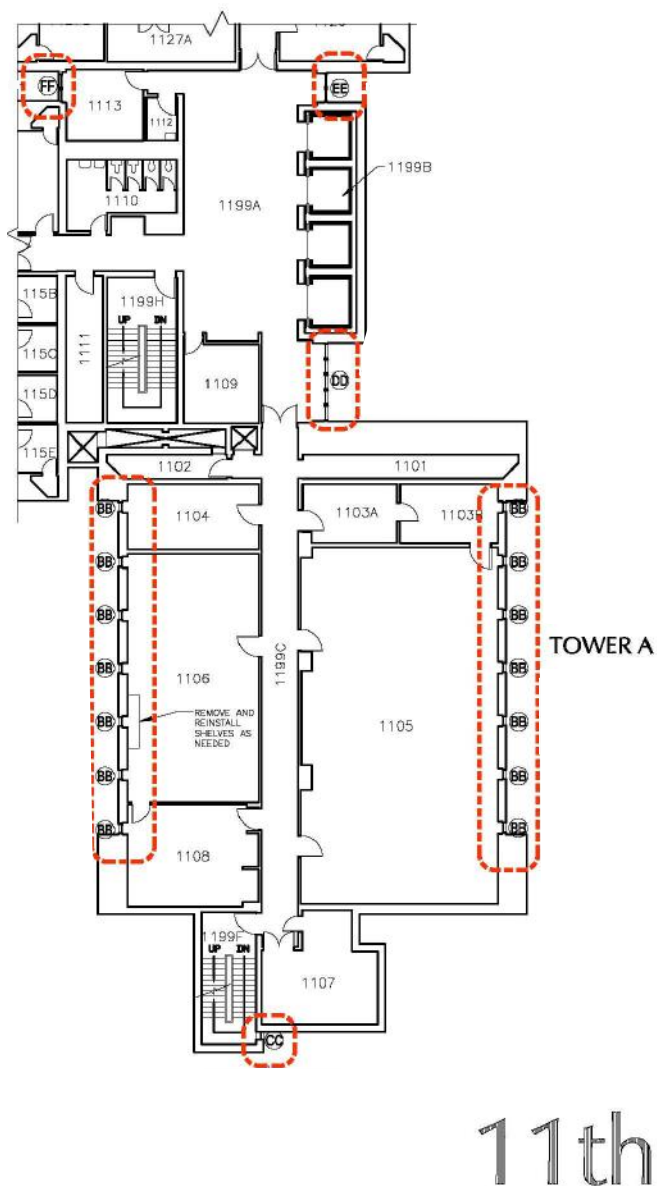 1127A
FF
EE
1113
1112
1199B
1110
1199A
115B
1199H
UP DN
115C
1111
DD
1109
115D
115E
1102
1101
BB
1104
1103A
1103B
BB
BB
BB
BB
BB
TOWER A
BB
BB
1199C
1106
REMOVE AND
REINSTALL
SHELVES AS
NEEDED
1105
BB
BB
BB
BB
BB
BB
1108
1199F
UP DN
1107
CC
11th